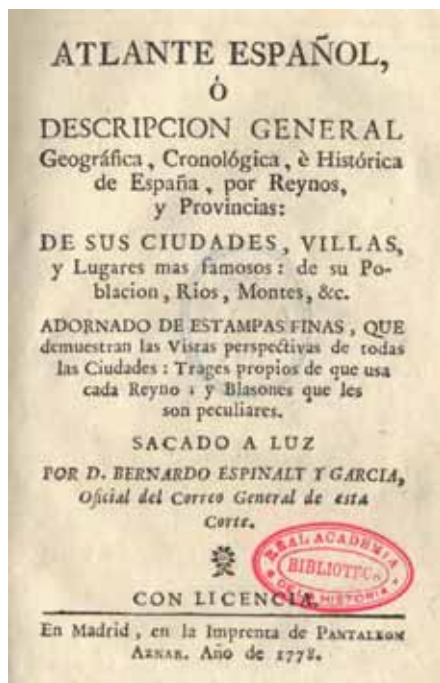 ATLANTE ESPAÑOL,
Ó
DESCRIPCION GENERAL
Geográfica, Cronológica, è Histórica
de España, por Reynos,
y Provincias:
DE SUS CIUDADES, VILLAS,
y Lugares mas famosos: de su Po-
blacion, Rios, Montes, &c.
ADORNADO DE ESTAMPAS FINAS, QUE
demuestran las Vistas perspectivas de todas
las Ciudades: Trages propios de que usa
cada Reyno; y Blasones que les
son peculiares.
SACADO A LUZ
POR D. BERNARDO ESPINALT Y GARCIA,
Oficial del Correo General de esta
Corte.
REAL ACADEMIA
BIBLIOTECA
DE LA HISTORIA
CON LICENCIA.
En Madrid, en la Imprenta de PANTALEON
AZNAR. Año de 1778.